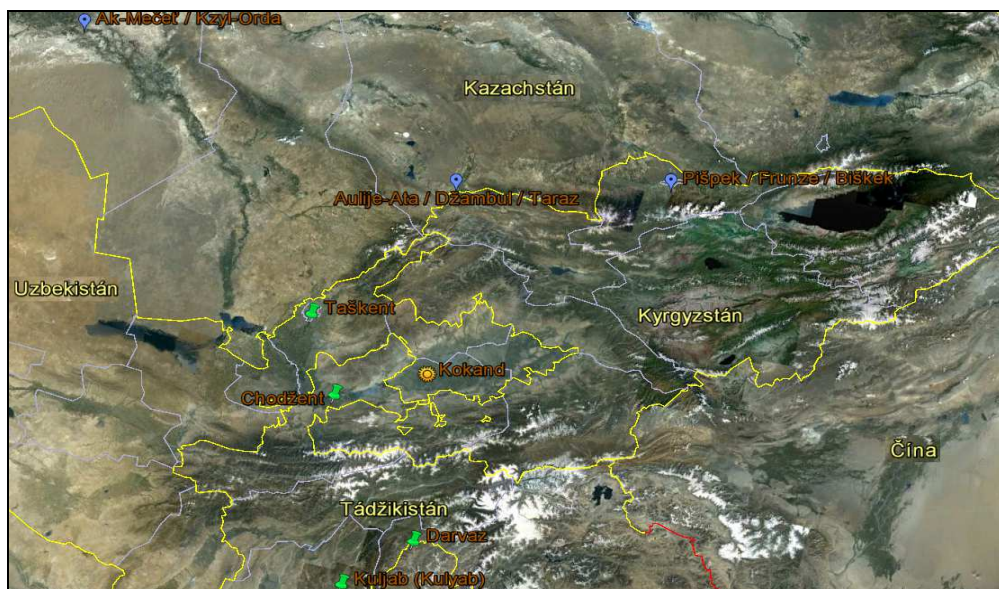 Ak-Mečeť / Kzyl-Orda
Kazachstán
Pišpek / Frunze / Biškek
Aulije-Ata / Džambul / Taraz
Uzbekistán
Taškent
Kyrgyzstán
Kokand
Chodžent
Čína
Tádžikistán
Darvaz
Kuljab (Kulyab)